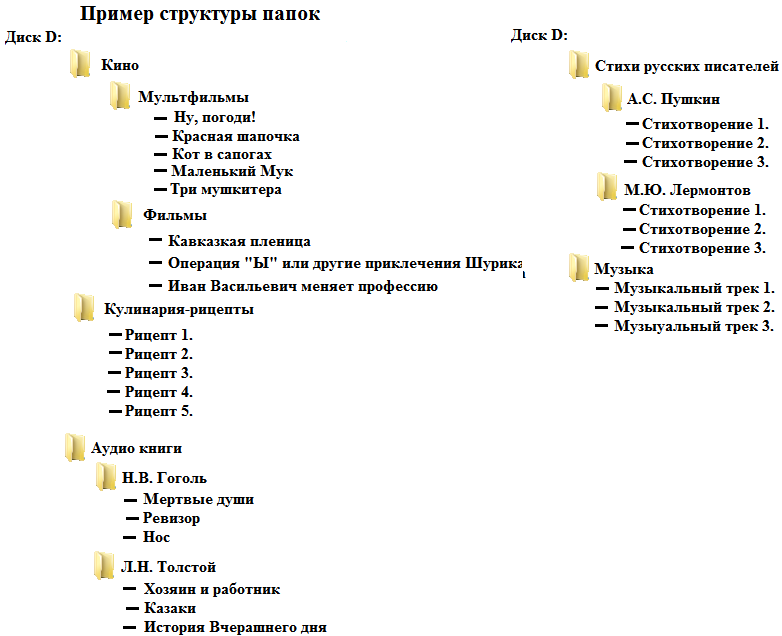 Пример структуры папок
Диск D:
Кино
Мультфильмы
Ну, погоди!
Красная шапочка
Кот в сапогах
Маленький Мук
Три мушкитера
Фильмы
Кавказкая пленица
Операция "Ы" или другие приклечения Шурика
Иван Васильевич меняет профессию
Кулинария-рицепты
Рицепт 1.
Рицепт 2.
Рицепт 3.
Рицепт 4.
Рицепт 5.
Аудио книги
Н.В. Гоголь
Мертвые души
Ревизор
Нос
Л.Н. Толстой
Хозяин и работник
Казаки
История Вчерашнего дня
Диск D:
Стихи русских писателей
А.С. Пушкин
Стихотворение 1.
Стихотворение 2.
Стихотворение 3.
М.Ю. Лермонтов
Стихотворение 1.
Стихотворение 2.
Стихотворение 3.
Музыка
Музыкальный трек 1.
Музыкальный трек 2.
Музыуальный трек 3.